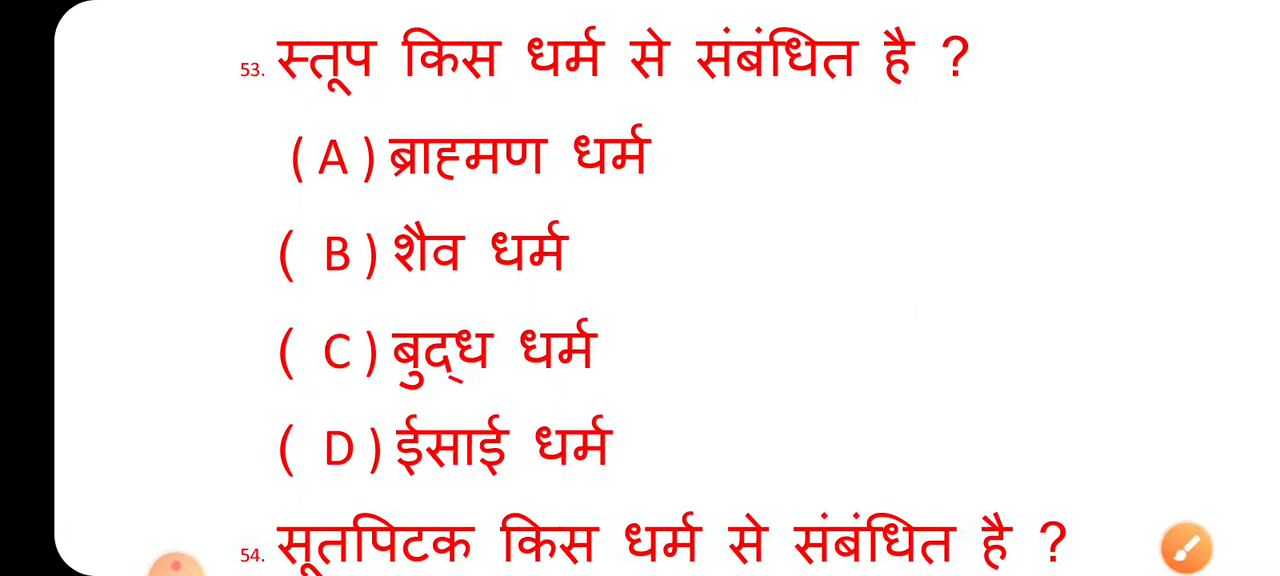 53. स्तूप किस धर्म से संबंधित है ?
( A ) ब्राह्मण धर्म
( B ) शैव धर्म
( C ) बुद्ध धर्म
( D ) ईसाई धर्म
54. सूतपिटक किस धर्म से संबंधित है ?